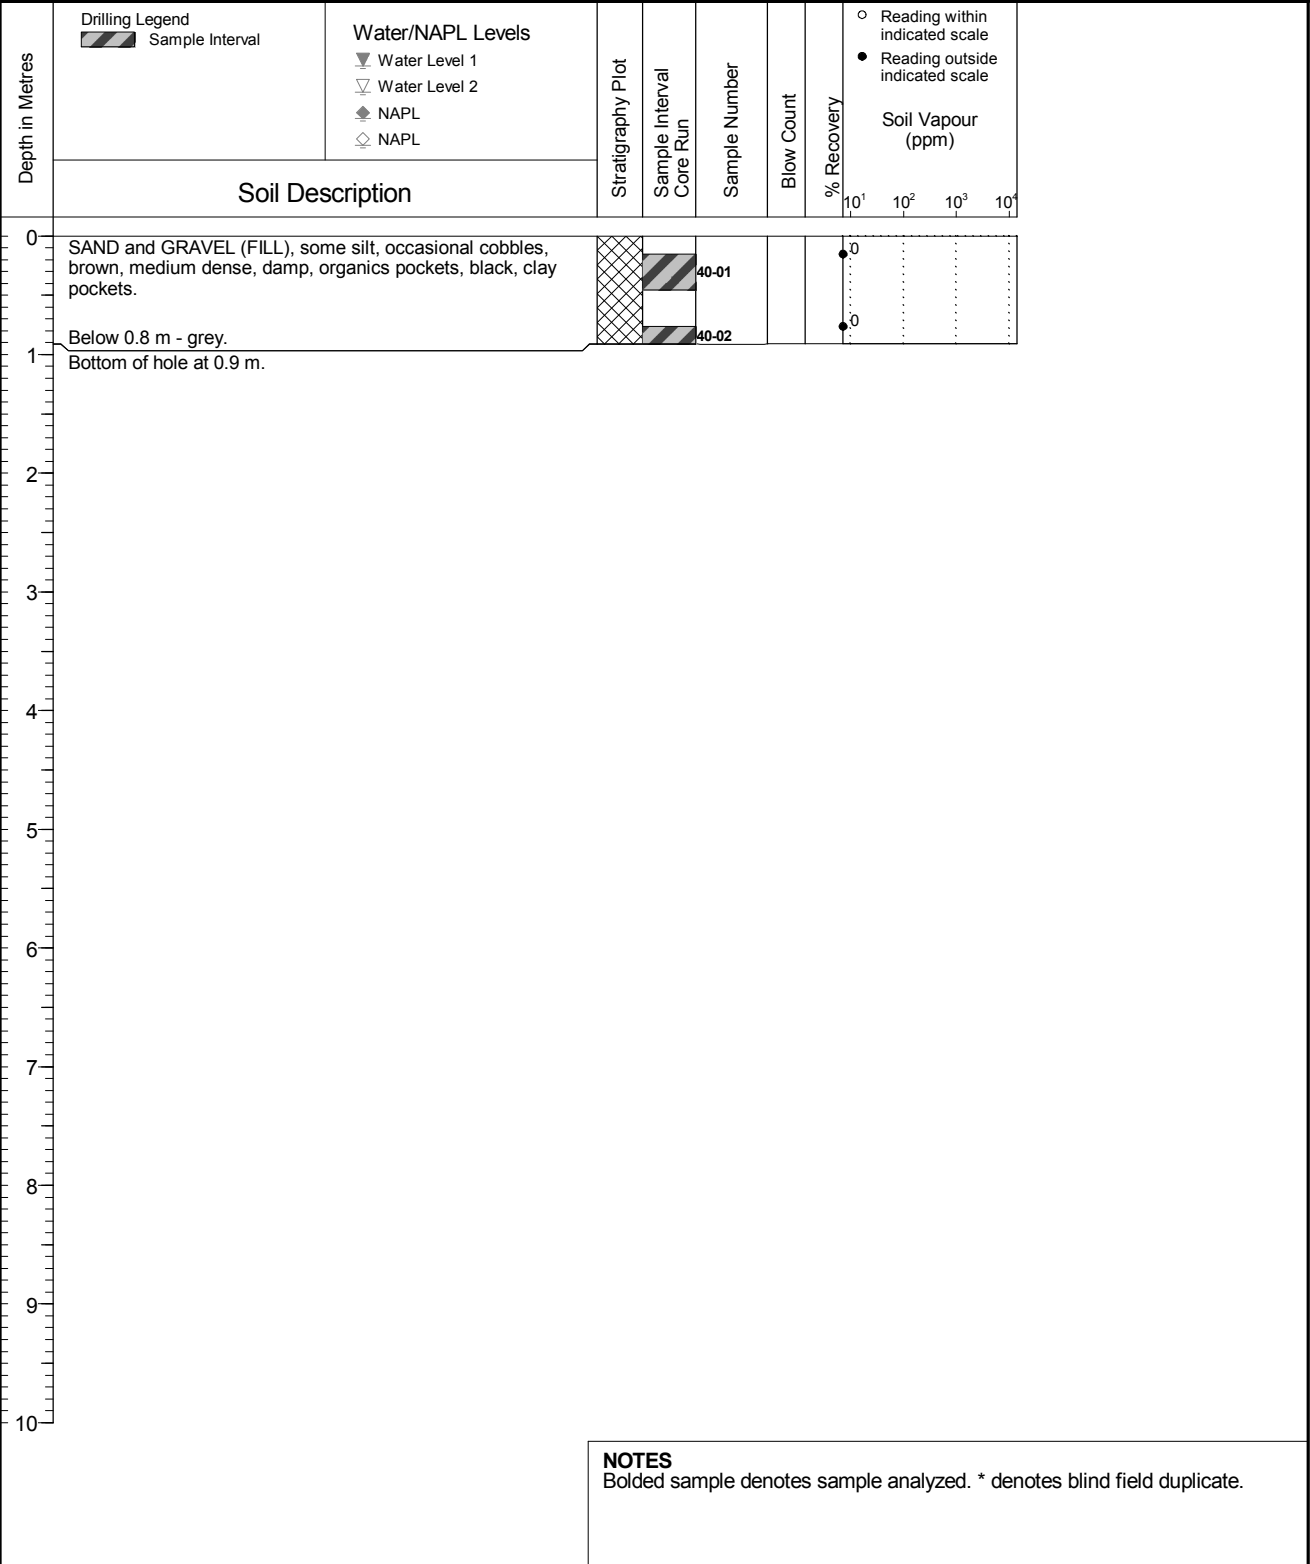 Depth in Metres
Drilling Legend
Sample Interval
Water/NAPL Levels
Water Level 1
Water Level 2
NAPL
NAPL
Soil Description
Stratigraphy Plot
Sample Interval
Core Run
Sample Number
Blow Count
% Recovery
Reading within
indicated scale
Reading outside
indicated scale
Soil Vapour
(ppm)
10¹ 10² 10³ 10⁴
0
SAND and GRAVEL (FILL), some silt, occasional cobbles,
brown, medium dense, damp, organics pockets, black, clay
pockets.
40-01
0
Below 0.8 m - grey.
40-02
0
1
Bottom of hole at 0.9 m.
2
3
4
5
6
7
8
9
10
NOTES
Bolded sample denotes sample analyzed. * denotes blind field duplicate.